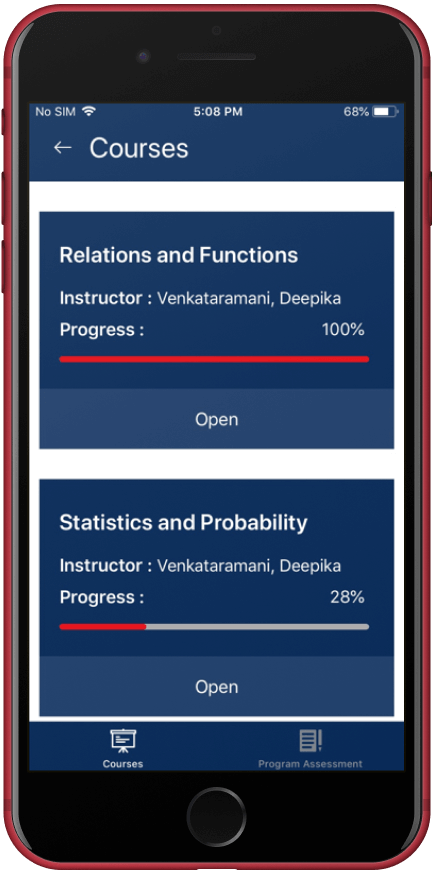 No SIM 5:08 PM 68%
← Courses
Relations and Functions
Instructor : Venkataramani, Deepika
Progress : 100%
Open
Statistics and Probability
Instructor : Venkataramani, Deepika
Progress : 28%
Open
Courses Program Assessment